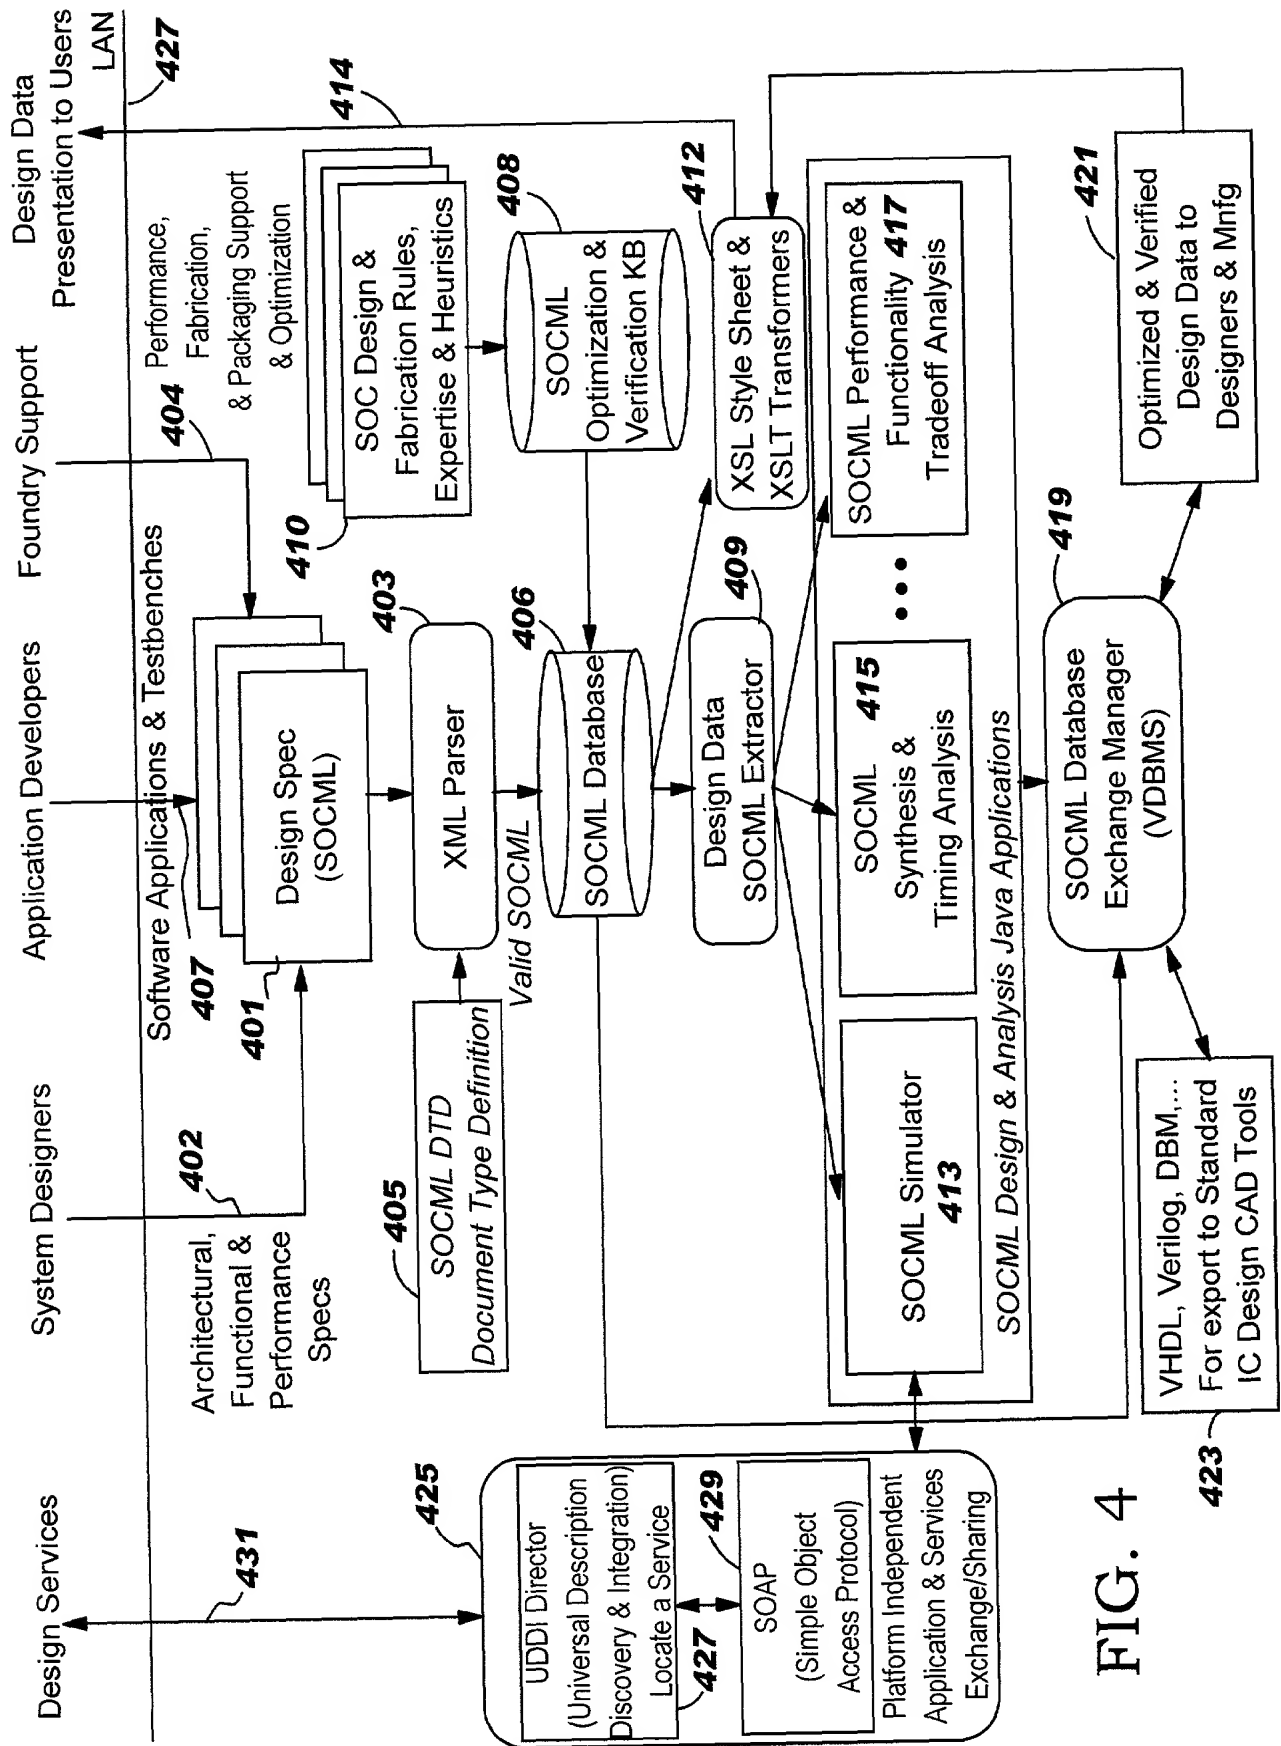 Design Services
System Designers
Application Developers
Foundry Support
Design Data
Presentation to Users
LAN
427
431
402
Architectural,
Functional &
Performance
Specs
Software Applications & Testbenches
407
404
Performance,
Fabrication,
& Packaging Support
& Optimization
414
401
Design Spec
(SOCML)
410
SOC Design &
Fabrication Rules,
Expertise & Heuristics
405
SOCML DTD
Document Type Definition
403
XML Parser
Valid SOCML
408
SOCML
Optimization &
Verification KB
406
SOCML Database
425
UDDI Director
(Universal Description
Discovery & Integration)
Locate a Service
427
429
SOAP
(Simple Object
Access Protocol)
Platform Independent
Application & Services
Exchange/Sharing
409
Design Data
SOCML Extractor
412
XSL Style Sheet &
XSLT Transformers
SOCML Simulator
413
SOCML 415
Synthesis &
Timing Analysis
SOCML Performance &
Functionality 417
Tradeoff Analysis
SOCML Design & Analysis Java Applications
419
SOCML Database
Exchange Manager
(VDBMS)
421
Optimized & Verified
Design Data to
Designers & Mnfg
VHDL, Verilog, DBM,...
For export to Standard
IC Design CAD Tools
423
FIG. 4